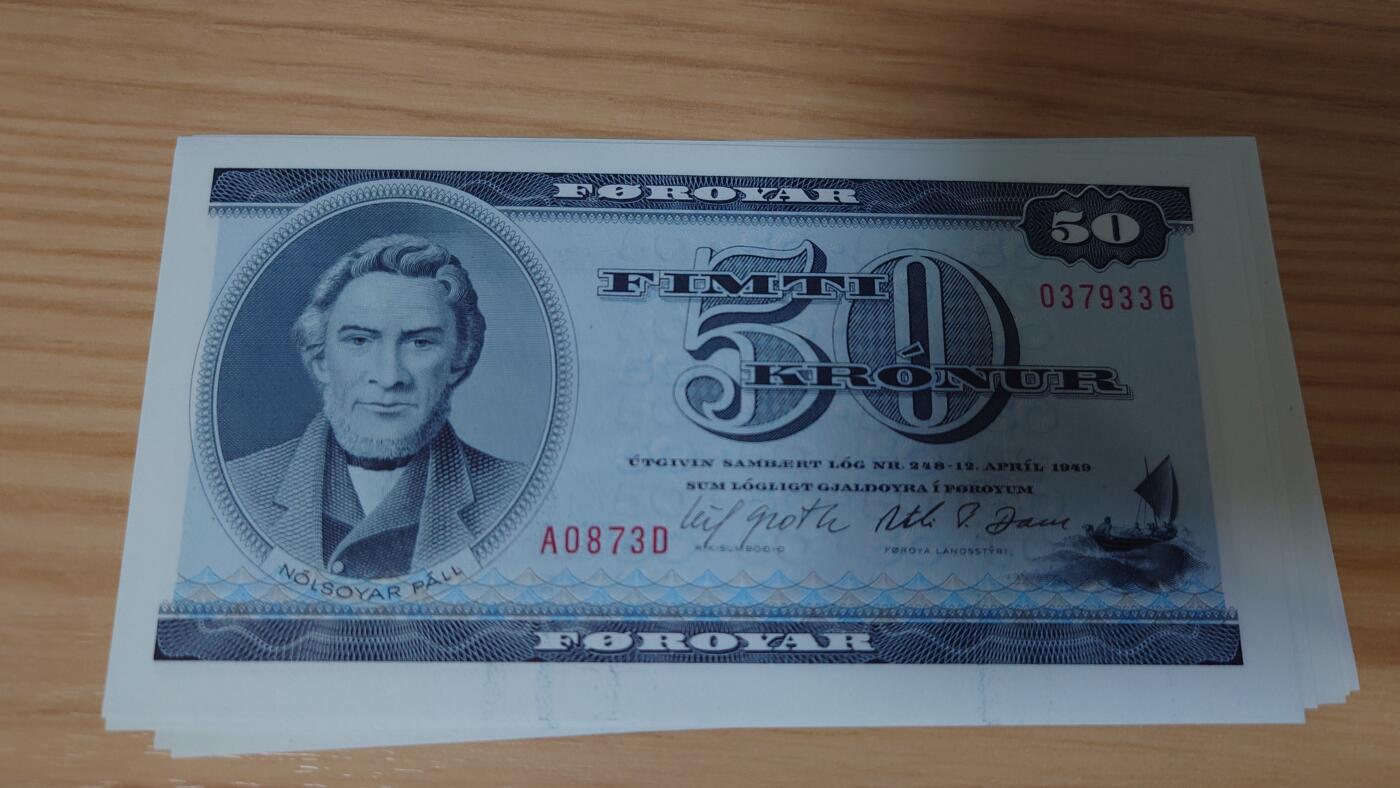 FØROYAR
50
FIMTI
50
0379336
KRÓNUR
ÚTGIVIN SAMBÆRT LÓG NR. 248-12. APRÍL 1949
SUM LÓGLIGT GJALDOYRA Í FØROYUM
A0873D
RÍKISUMBOÐIÐ FØROYA LANDSSTÝRI
NÓLSOYAR PÁLL
FØROYAR